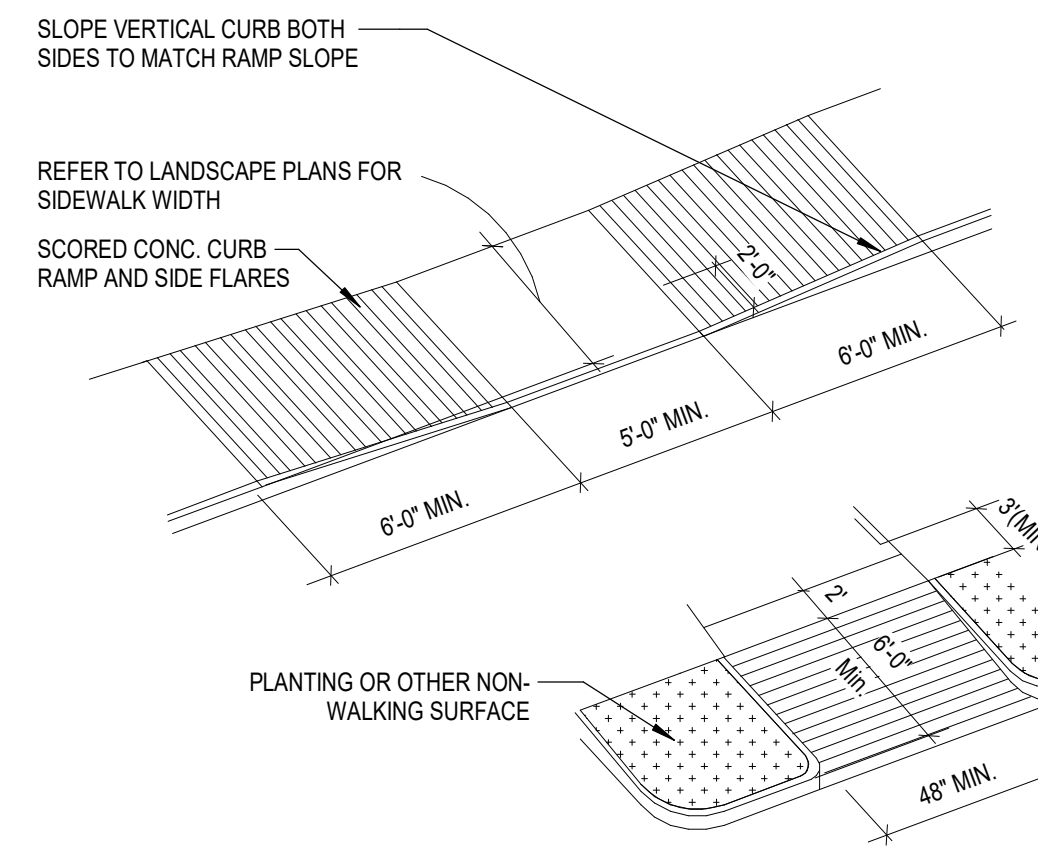 SLOPE VERTICAL CURB BOTH
SIDES TO MATCH RAMP SLOPE
REFER TO LANDSCAPE PLANS FOR
SIDEWALK WIDTH
SCORED CONC. CURB
RAMP AND SIDE FLARES
2'-0"
6'-0" MIN.
5'-0" MIN.
6'-0" MIN.
3'(MIN
2'
6'-0"
Min.
PLANTING OR OTHER NON-
WALKING SURFACE
48" MIN.